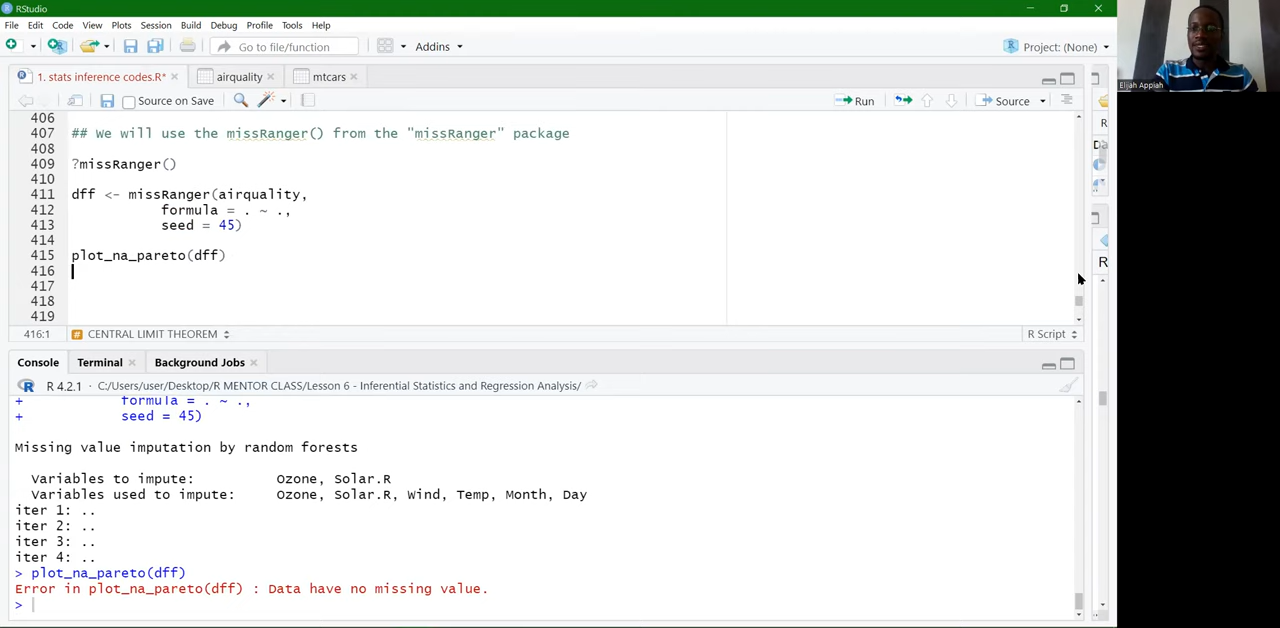 RStudio
File Edit Code View Plots Session Build Debug Profile Tools Help
Go to file/function Addins Project: (None)
Elijah Appiah
1. stats inference codes.R* airquality mtcars
Source on Save Run Source
406
407 ## We will use the missRanger() from the "missRanger" package
408
409 ?missRanger()
410
411 dff <- missRanger(airquality,
412 formula = . ~ .,
413 seed = 45)
414
415 plot_na_pareto(dff)
416
417
418
419
416:1 # CENTRAL LIMIT THEOREM R Script
Console Terminal Background Jobs
R 4.2.1 · C:/Users/user/Desktop/R MENTOR CLASS/Lesson 6 - Inferential Statistics and Regression Analysis/
+ formula = . ~ .,
+ seed = 45)
Missing value imputation by random forests
Variables to impute: Ozone, Solar.R
Variables used to impute: Ozone, Solar.R, Wind, Temp, Month, Day
iter 1: ..
iter 2: ..
iter 3: ..
iter 4: ..
> plot_na_pareto(dff)
Error in plot_na_pareto(dff) : Data have no missing value.
>
R
R